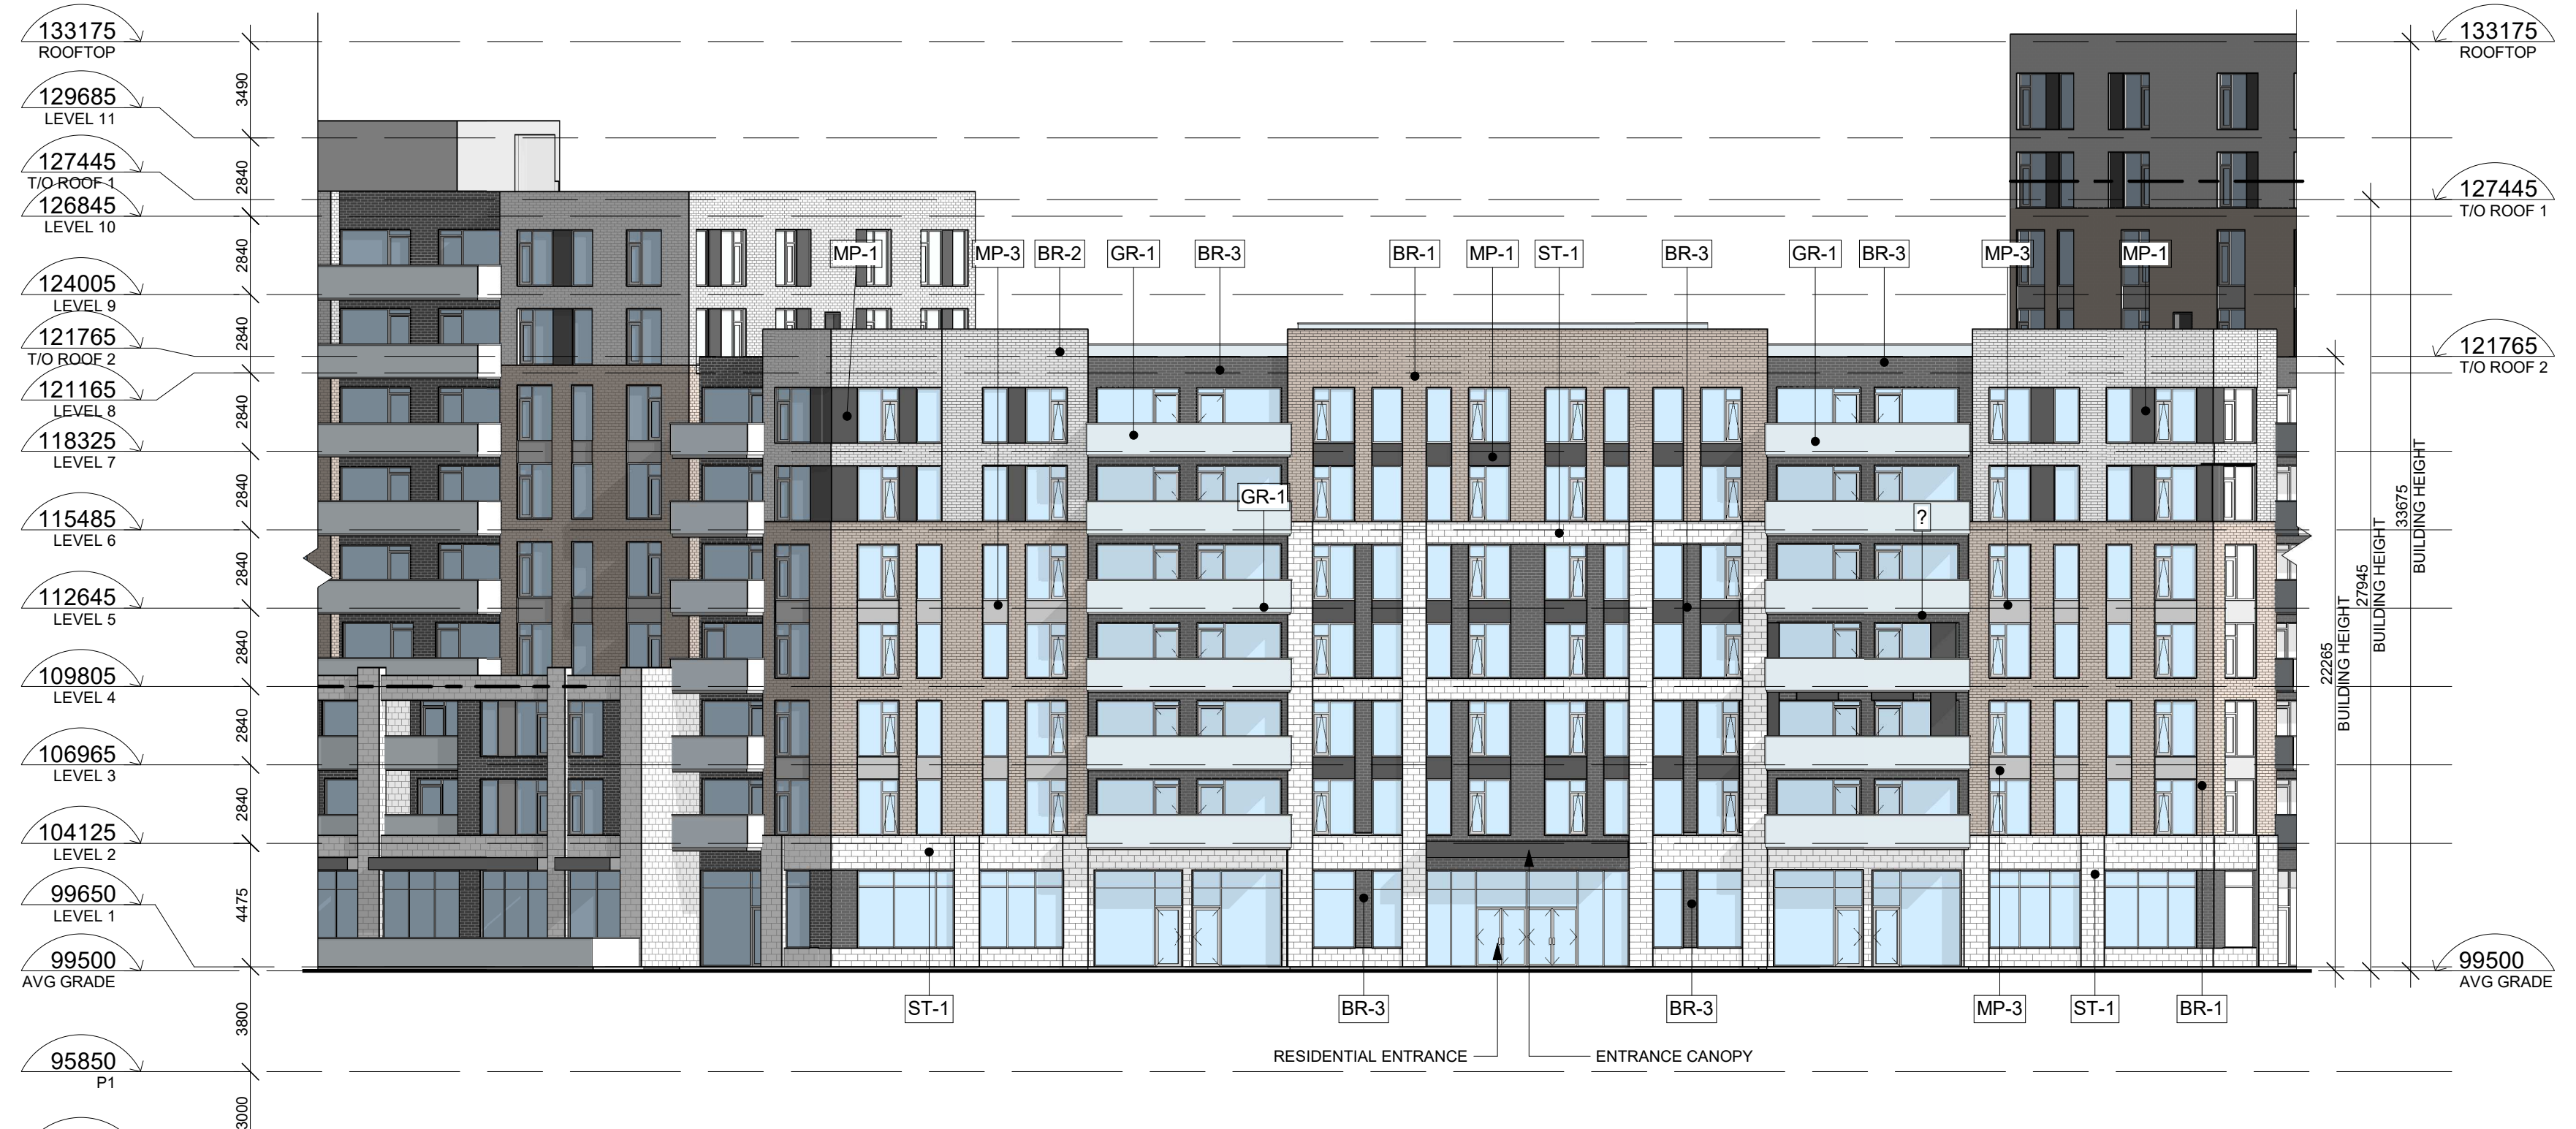 133175
ROOFTOP
129685
LEVEL 11
127445
T/O ROOF 1
126845
LEVEL 10
124005
LEVEL 9
121765
T/O ROOF 2
121165
LEVEL 8
118325
LEVEL 7
115485
LEVEL 6
112645
LEVEL 5
109805
LEVEL 4
106965
LEVEL 3
104125
LEVEL 2
99650
LEVEL 1
99500
AVG GRADE
95850
P1
3490
2840
2840
2840
2840
2840
2840
2840
2840
2840
4475
3800
3000
MP-1
MP-3
BR-2
GR-1
BR-3
BR-1
MP-1
ST-1
BR-3
GR-1
BR-3
MP-3
MP-1
GR-1
?
ST-1
BR-3
BR-3
MP-3
ST-1
BR-1
RESIDENTIAL ENTRANCE
ENTRANCE CANOPY
22265
BUILDING HEIGHT
27945
BUILDING HEIGHT
33675
BUILDING HEIGHT
133175
ROOFTOP
127445
T/O ROOF 1
121765
T/O ROOF 2
99500
AVG GRADE